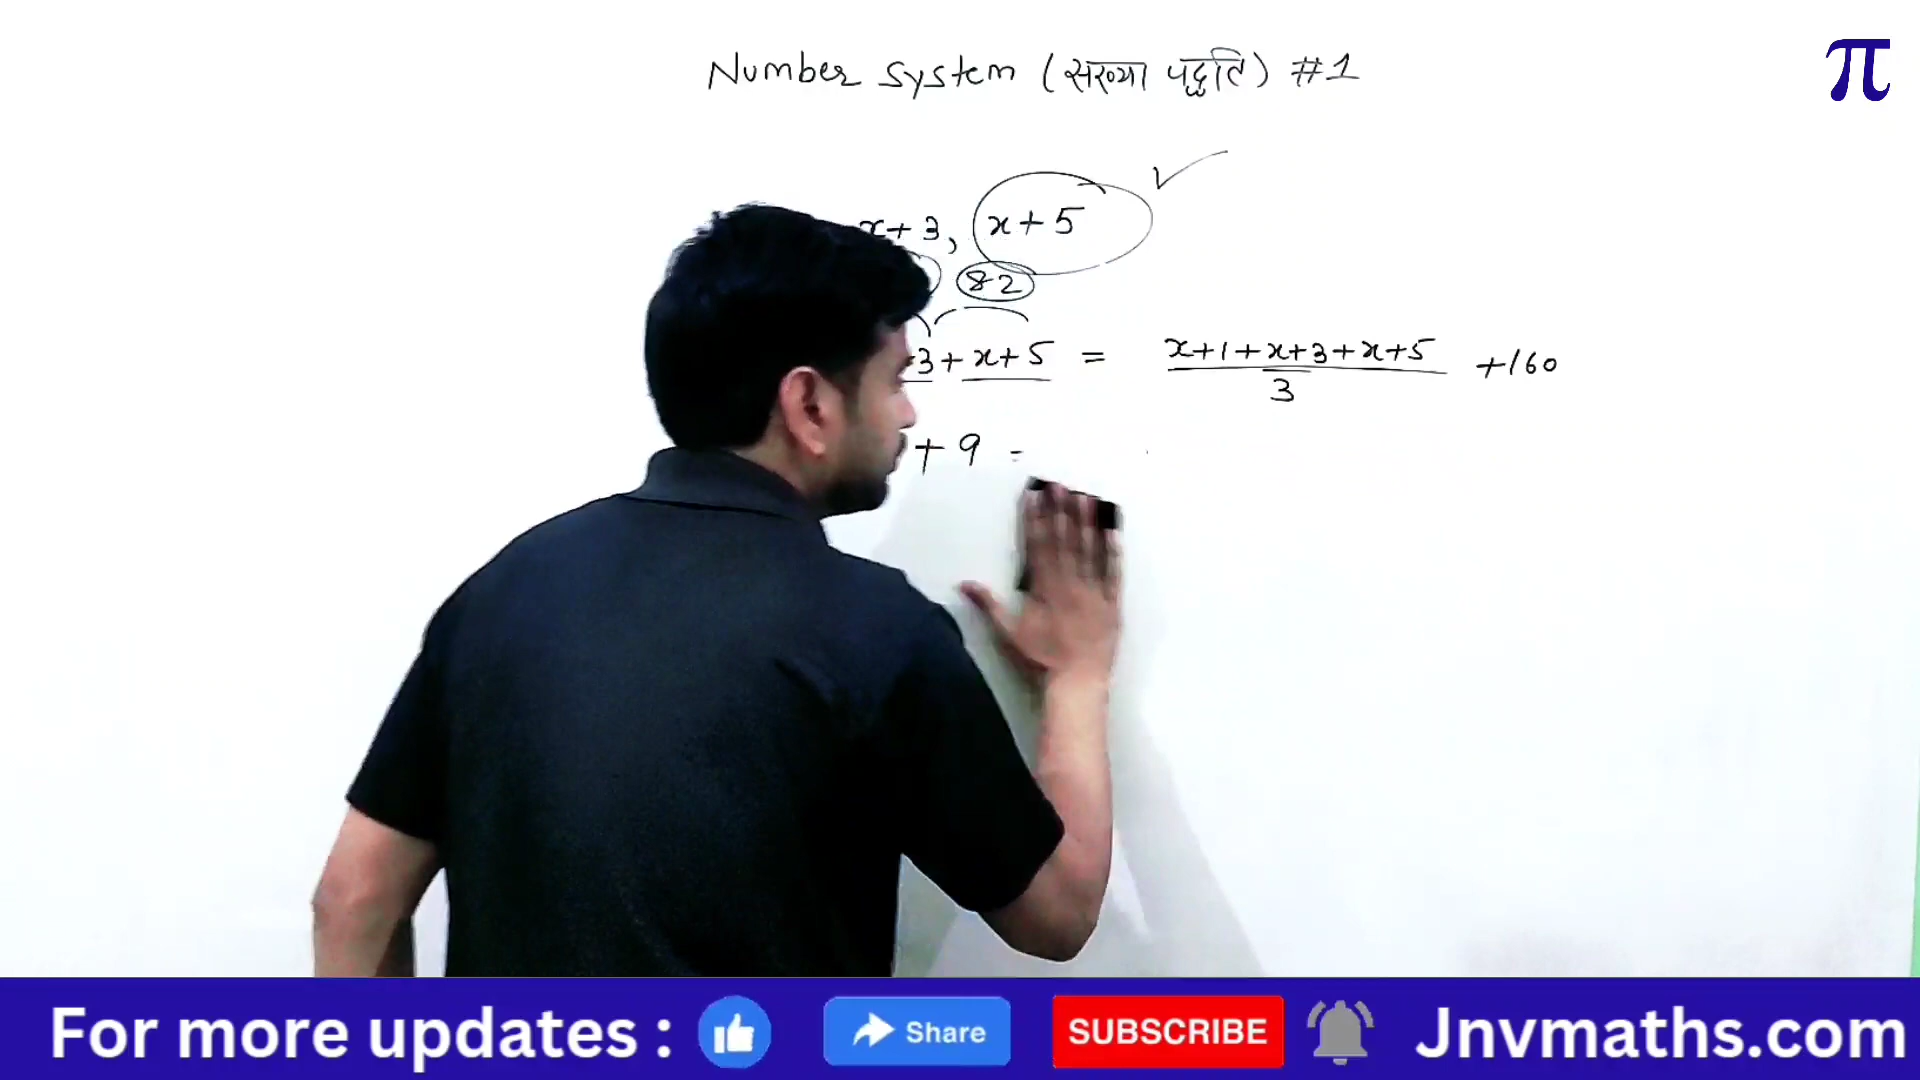 Number System (संख्या पद्धति) #1
π
x+3, x+5
82
3+x+5 = x+1+x+3+x+5 +160
3
+9 =
For more updates : Share SUBSCRIBE Jnvmaths.com